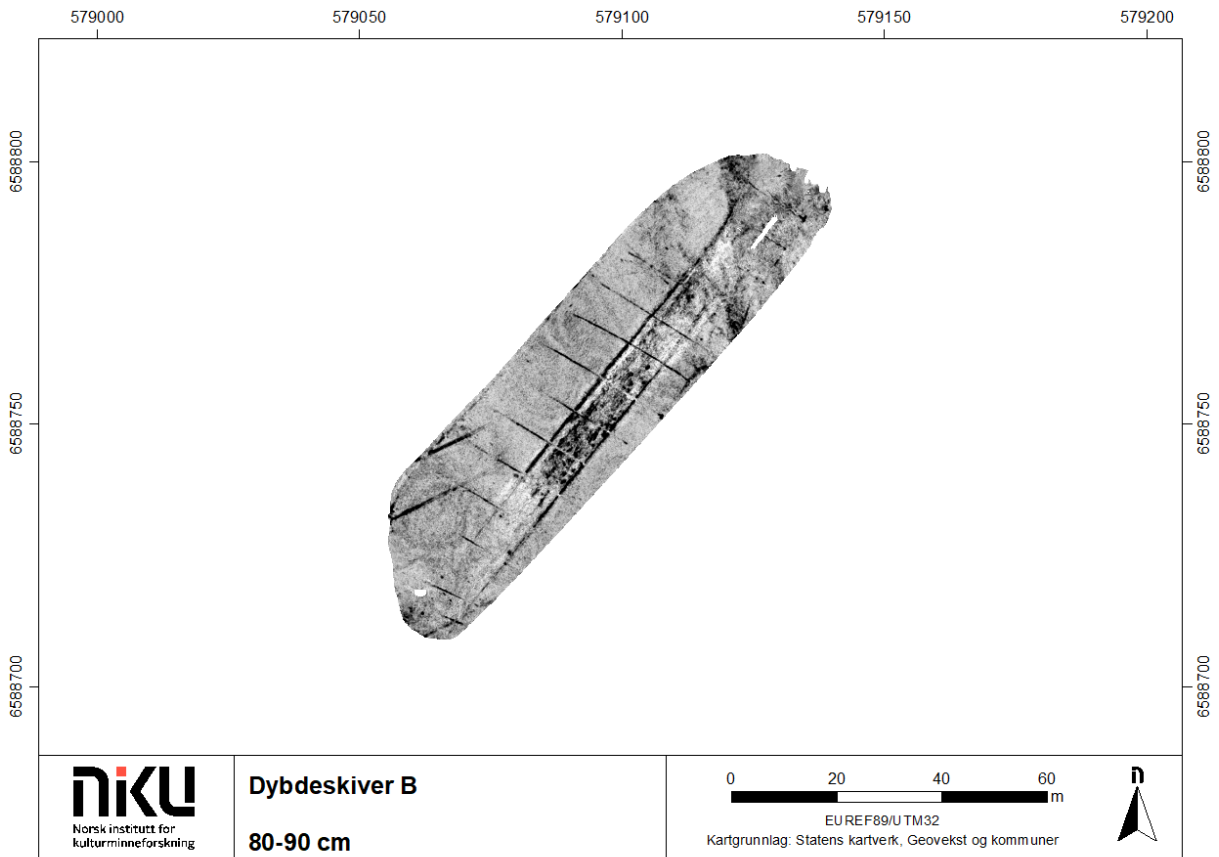 579000 579050 579100 579150 579200
6588800 6588800
6588750 6588750
6588700 6588700
NIKU
Norsk institutt for
kulturminneforskning
Dybdeskiver B
80-90 cm
0 20 40 60
m
EUREF89/UTM32
Kartgrunnlag: Statens kartverk, Geovekst og kommuner
n